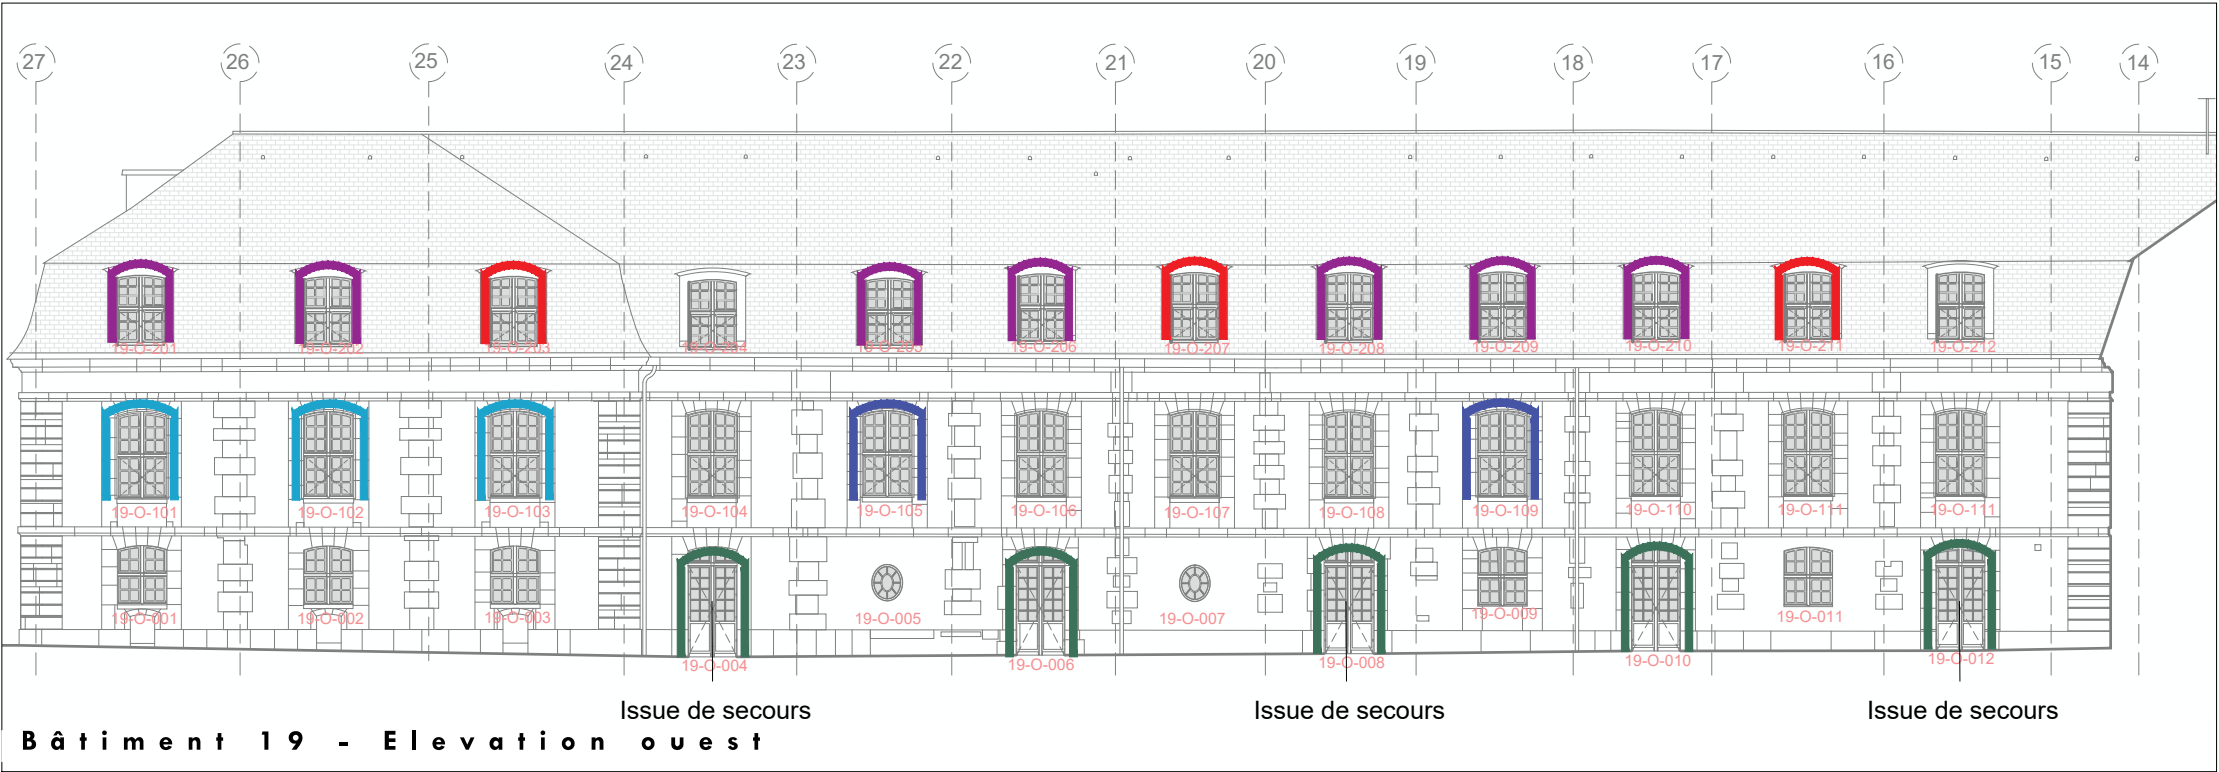 27 26 25 24 23 22 21 20 19 18 17 16 15 14
19-O-201 19-O-202 19-O-203 19-O-204 19-O-205 19-O-206 19-O-207 19-O-208 19-O-209 19-O-210 19-O-211 19-O-212
19-O-101 19-O-102 19-O-103 19-O-104 19-O-105 19-O-106 19-O-107 19-O-108 19-O-109 19-O-110 19-O-111 19-O-111
19-O-001 19-O-002 19-O-003 19-O-005 19-O-007 19-O-009 19-O-011
19-O-004 19-O-006 19-O-008 19-O-010 19-O-012
Issue de secours Issue de secours Issue de secours
Bâtiment 19 - Elevation ouest